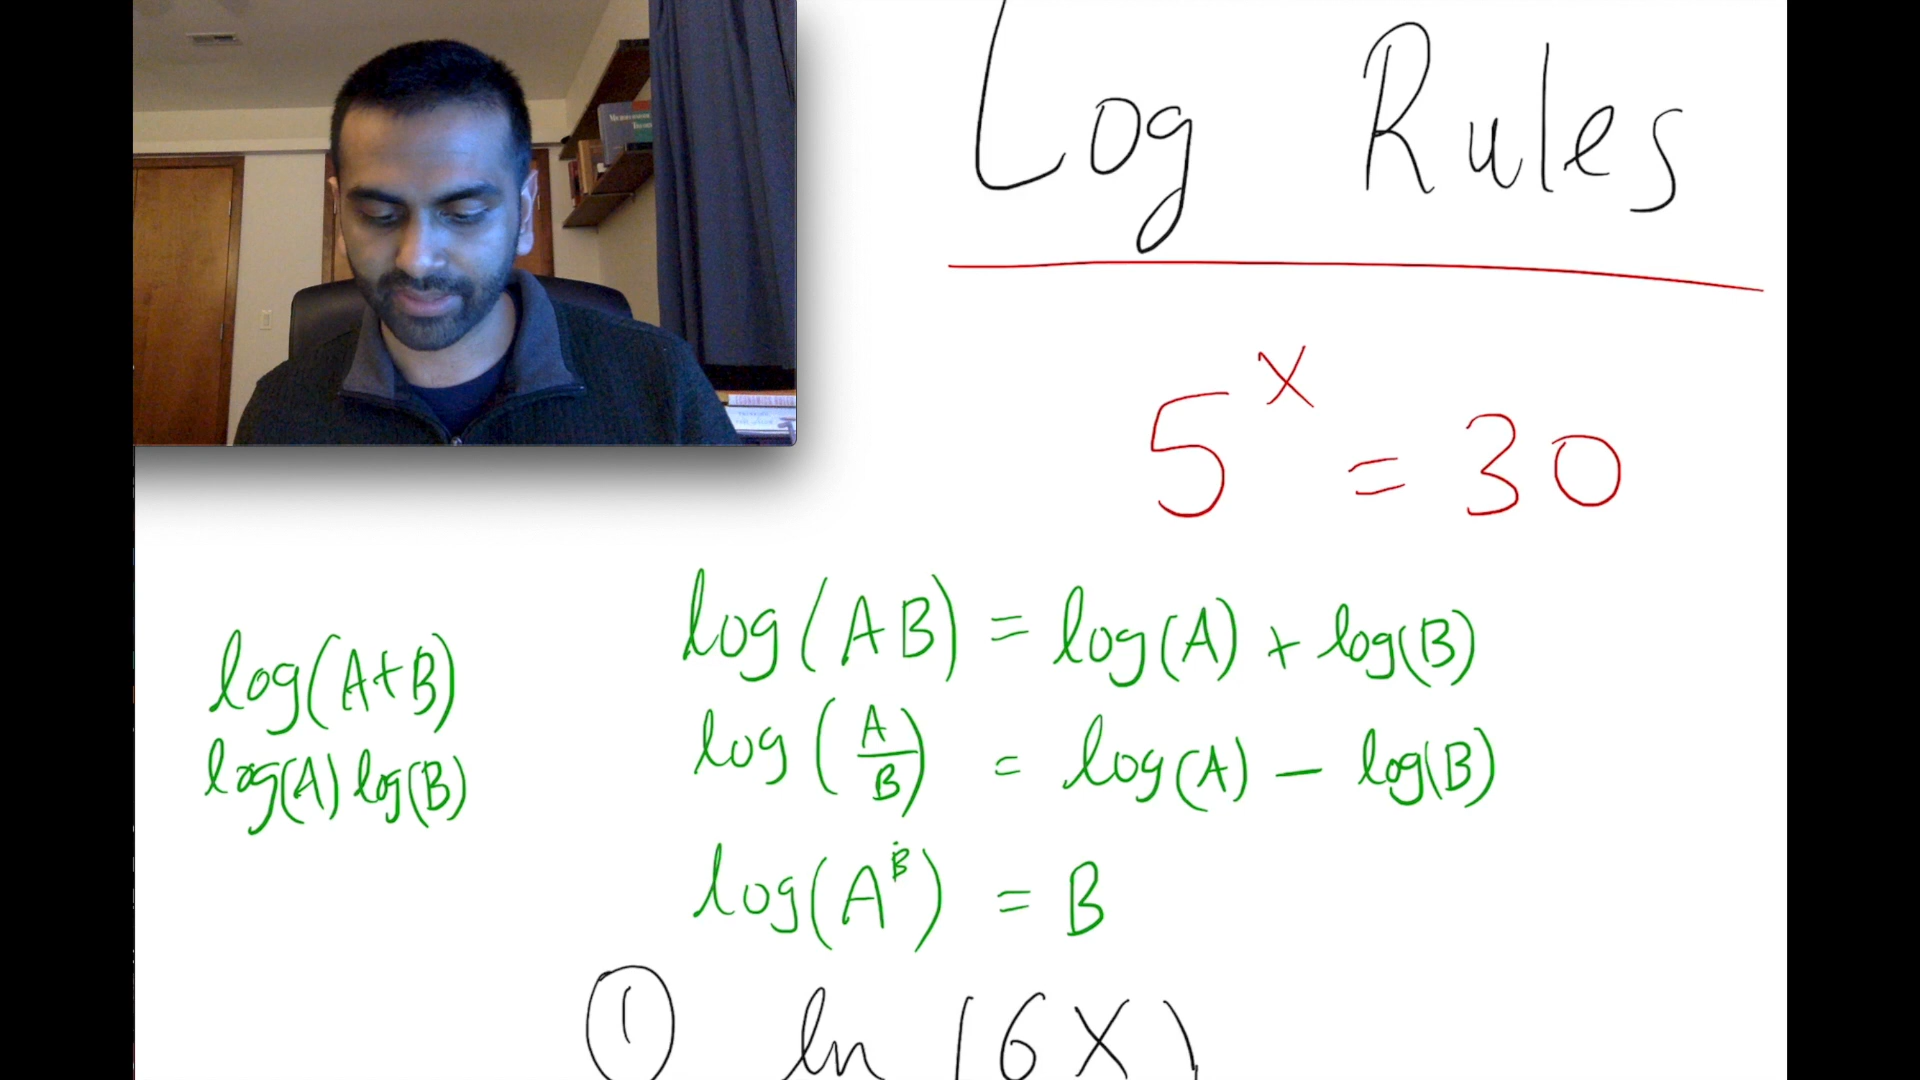 Log Rules
5^x = 30
log(A+B)
log(A) log(B)
log(AB) = log(A) + log(B)
log(A/B) = log(A) - log(B)
log(A^B) = B
① ln (6X)